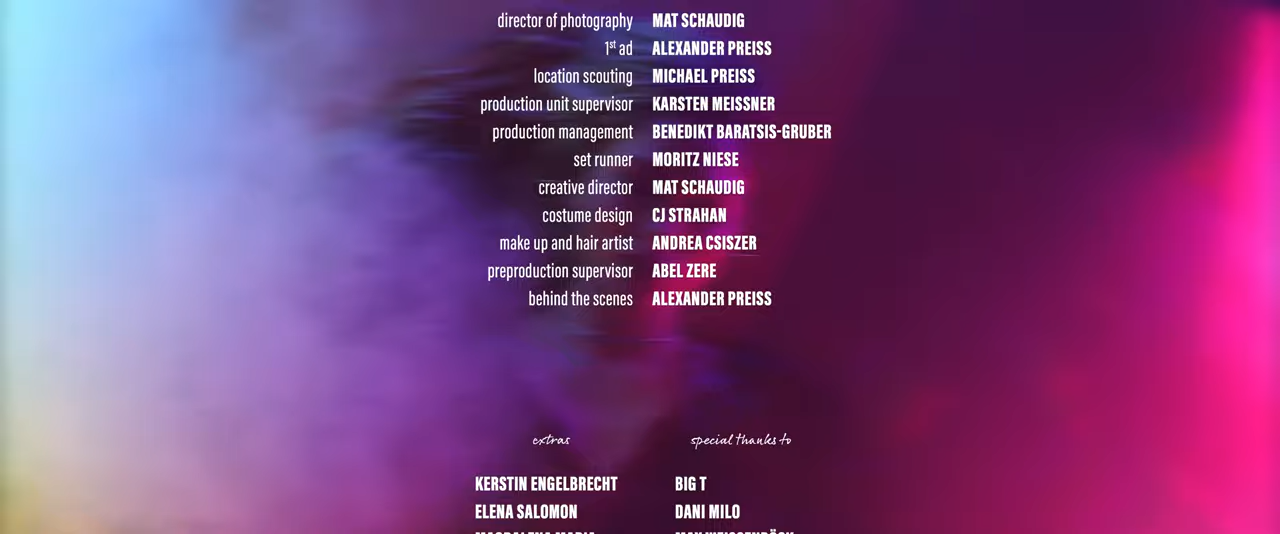 director of photography MAT SCHAUDIG
1st ad ALEXANDER PREISS
location scouting MICHAEL PREISS
production unit supervisor KARSTEN MEISSNER
production management BENEDIKT BARATSIS-GRUBER
set runner MORITZ NIESE
creative director MAT SCHAUDIG
costume design CJ STRAHAN
make up and hair artist ANDREA CSISZER
preproduction supervisor ABEL ZERE
behind the scenes ALEXANDER PREISS
extras special thanks to
KERSTIN ENGELBRECHT BIG T
ELENA SALOMON DANI MILO